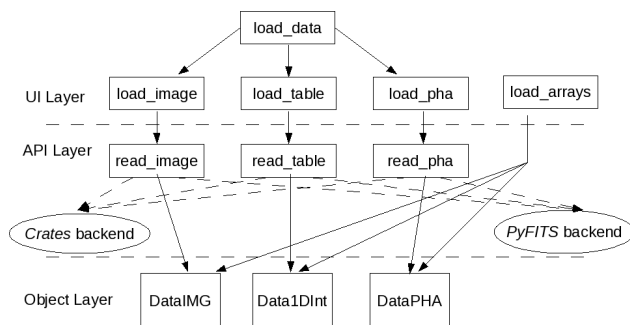 load_data
UI Layer
load_image
load_table
load_pha
load_arrays
API Layer
read_image
read_table
read_pha
Crates backend
PyFITS backend
Object Layer
DataIMG
Data1DInt
DataPHA